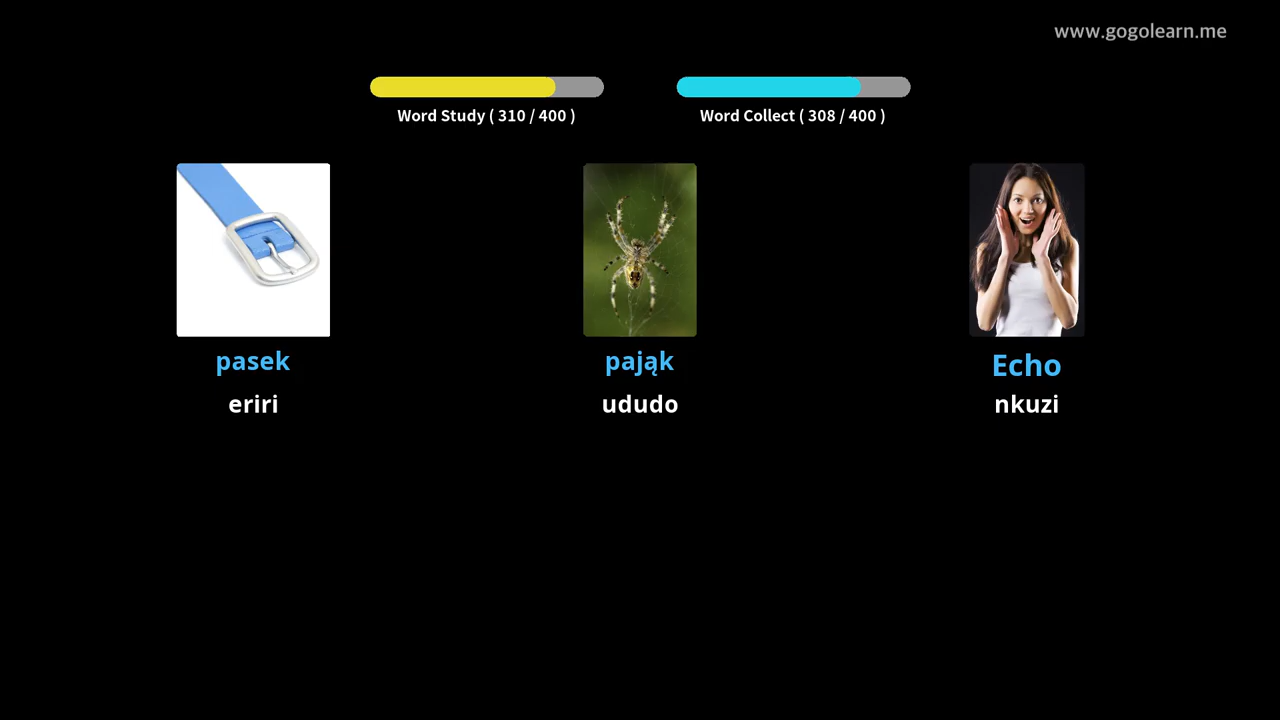 www.gogolearn.me
Word Study ( 310 / 400 )
Word Collect ( 308 / 400 )
pasek
pająk
Echo
eriri
ududo
nkuzi